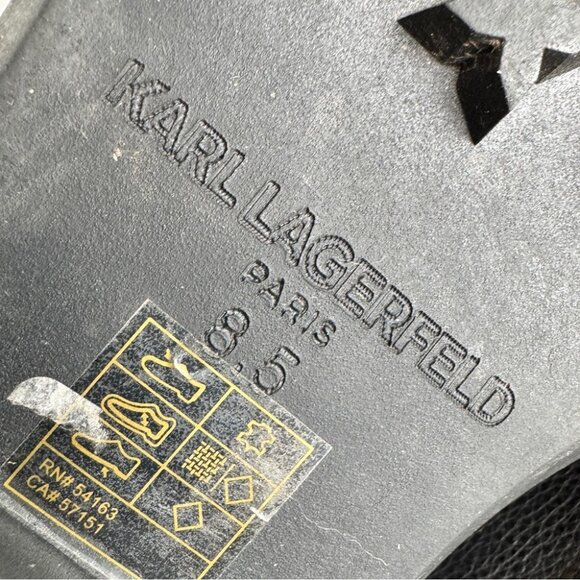 KARL LAGERFELD
PARIS
8.5
RN# 54163
CA# 57151